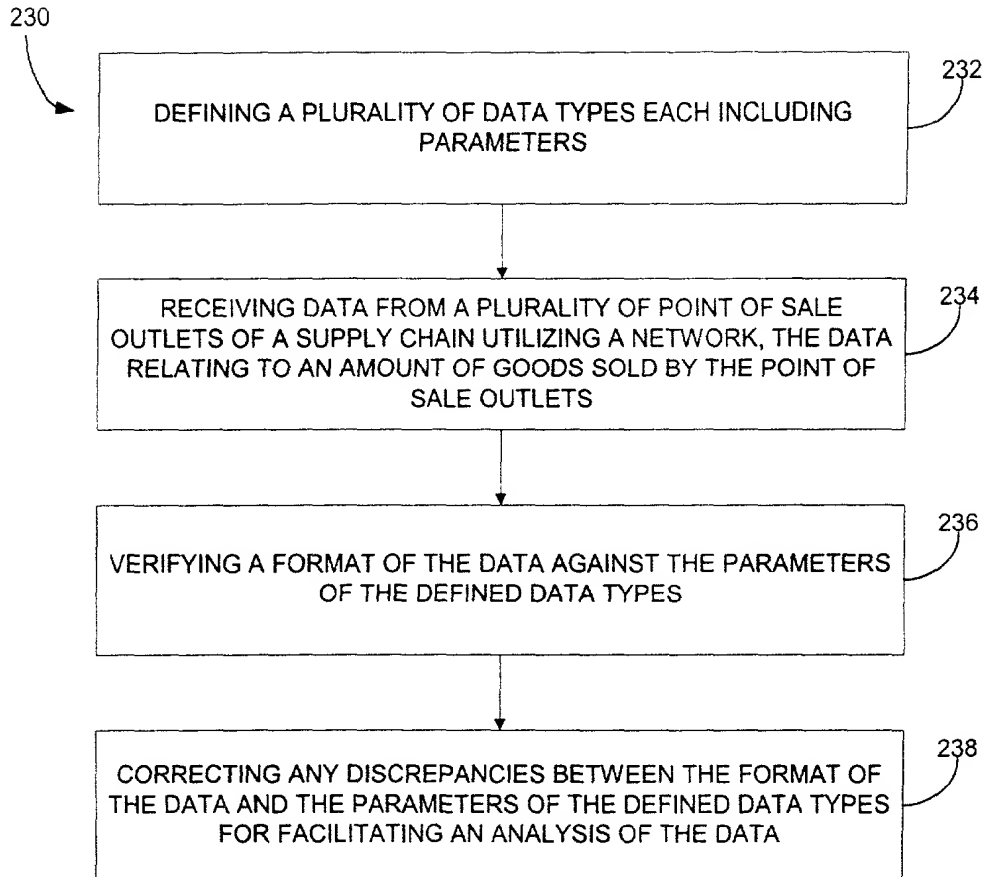 230
232
DEFINING A PLURALITY OF DATA TYPES EACH INCLUDING
PARAMETERS
234
RECEIVING DATA FROM A PLURALITY OF POINT OF SALE
OUTLETS OF A SUPPLY CHAIN UTILIZING A NETWORK, THE DATA
RELATING TO AN AMOUNT OF GOODS SOLD BY THE POINT OF
SALE OUTLETS
236
VERIFYING A FORMAT OF THE DATA AGAINST THE PARAMETERS
OF THE DEFINED DATA TYPES
238
CORRECTING ANY DISCREPANCIES BETWEEN THE FORMAT OF
THE DATA AND THE PARAMETERS OF THE DEFINED DATA TYPES
FOR FACILITATING AN ANALYSIS OF THE DATA